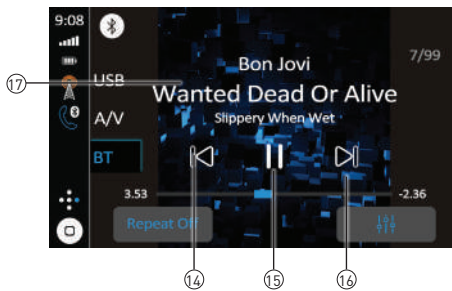 9:08
Bon Jovi
7/99
17
USB
Wanted Dead Or Alive
A/V
Slippery When Wet
BT
3.53
-2.36
Repeat Off
14
15
16